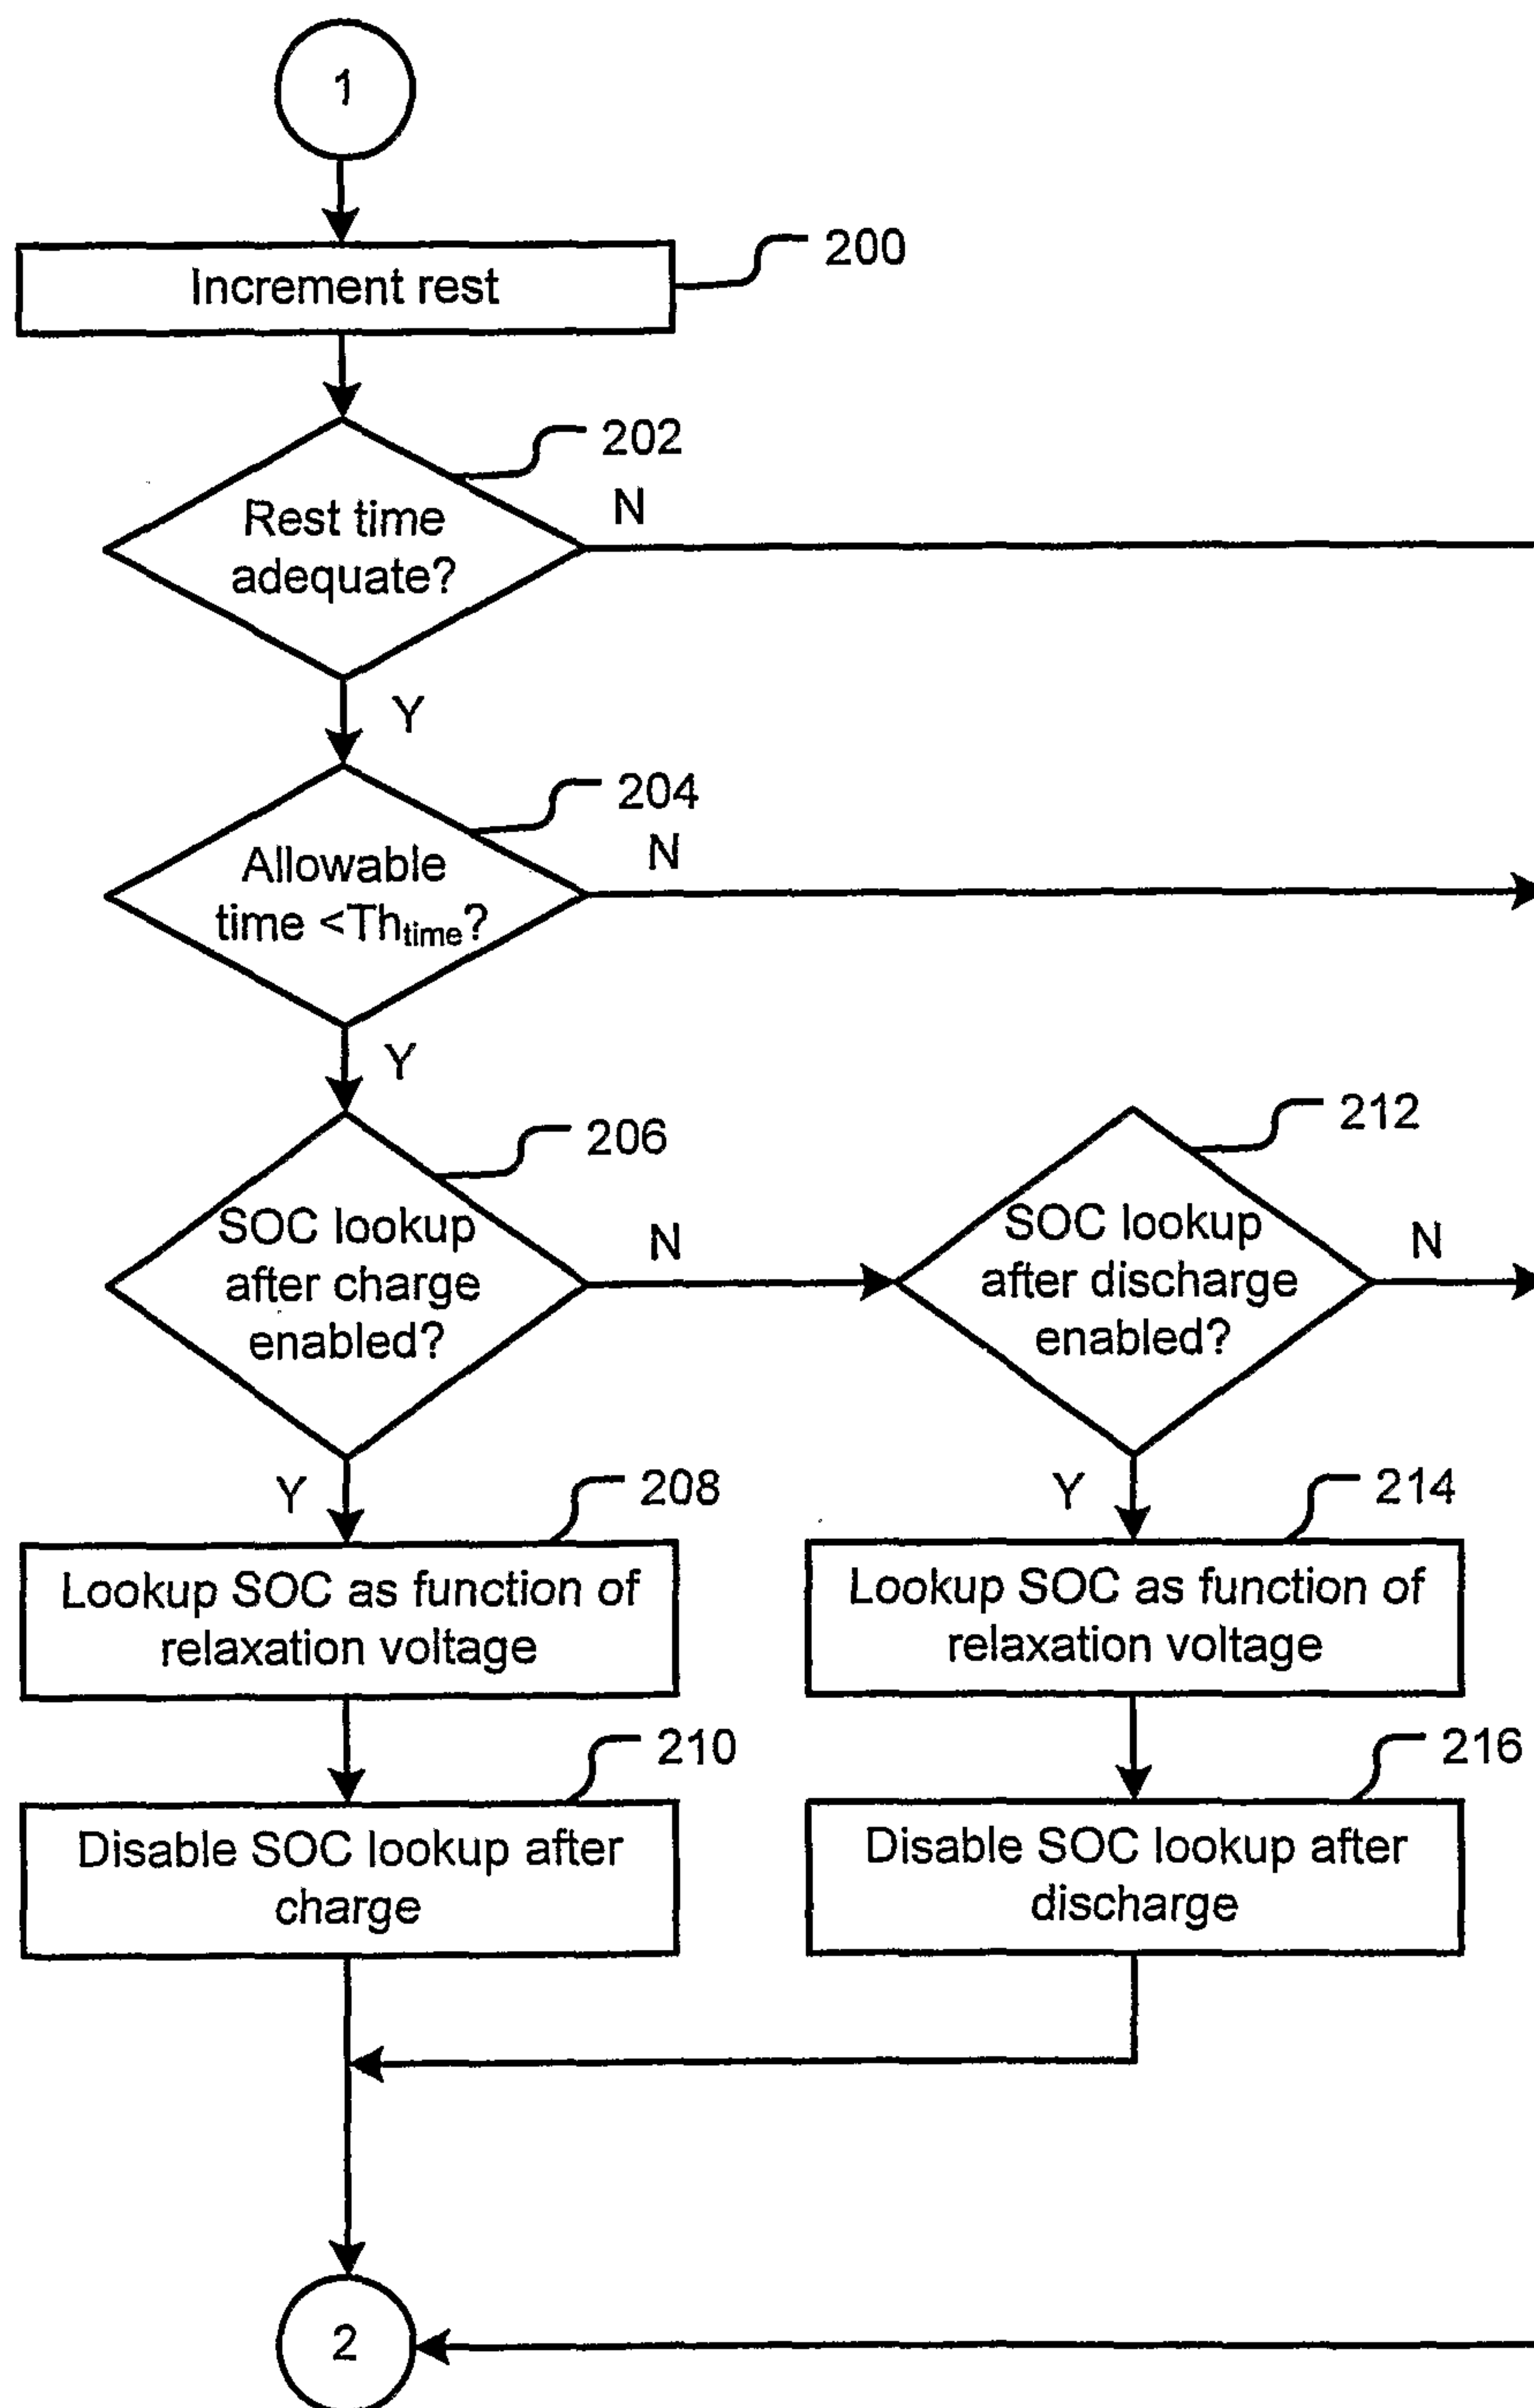 1
Increment rest
200
202
Rest time
adequate?
N
Y
204
Allowable
time <Thtime?
N
Y
206
SOC lookup
after charge
enabled?
N
212
SOC lookup
after discharge
enabled?
N
Y
208
Lookup SOC as function of
relaxation voltage
Y
214
Lookup SOC as function of
relaxation voltage
210
Disable SOC lookup after
charge
216
Disable SOC lookup after
discharge
2